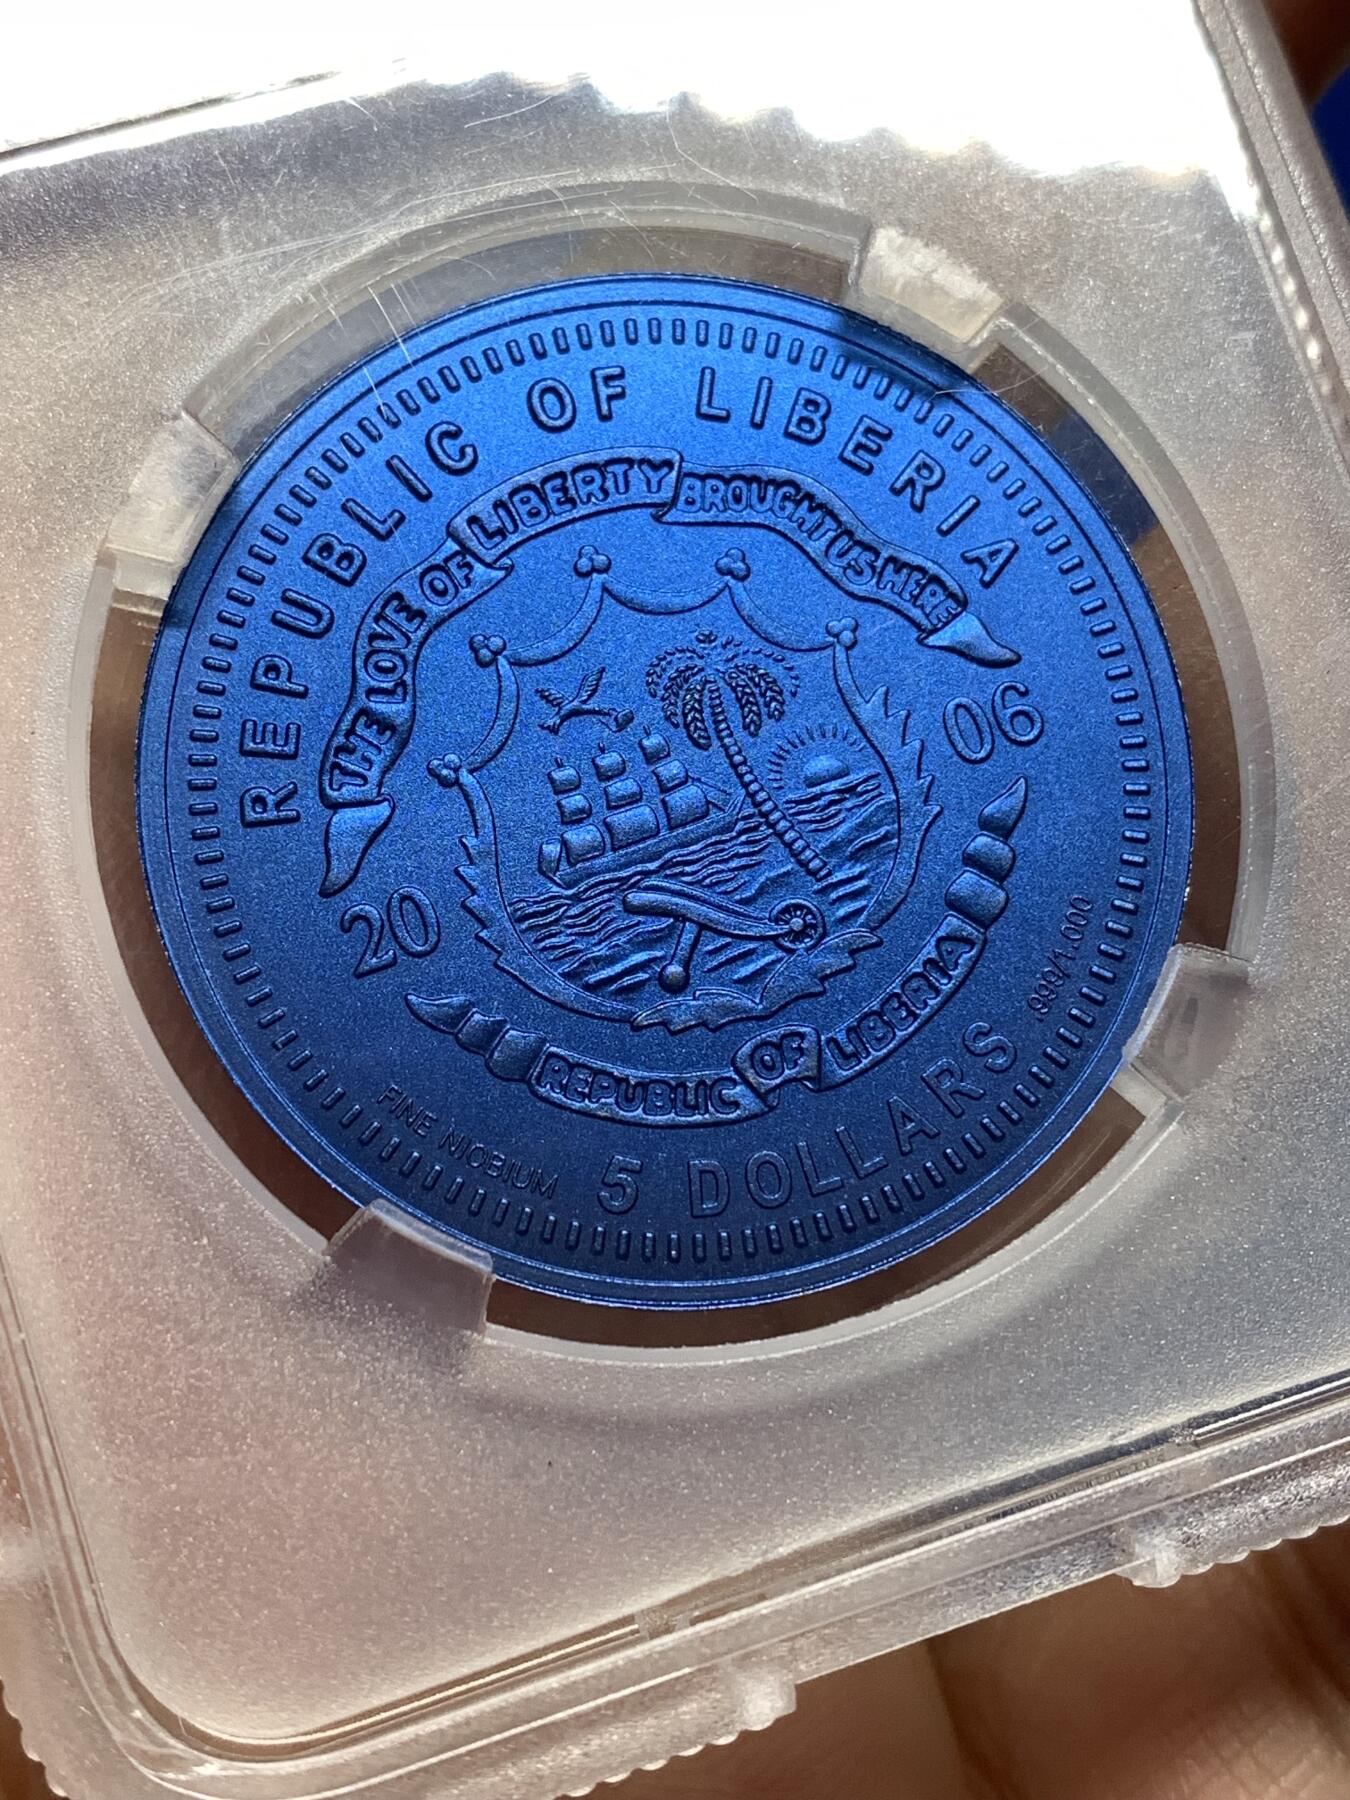 REPUBLIC OF LIBERIA
THE LOVE OF LIBERTY BROUGHT US HERE
20 06
REPUBLIC OF LIBERIA
FINE NIOBIUM 5 DOLLARS .999/1.000